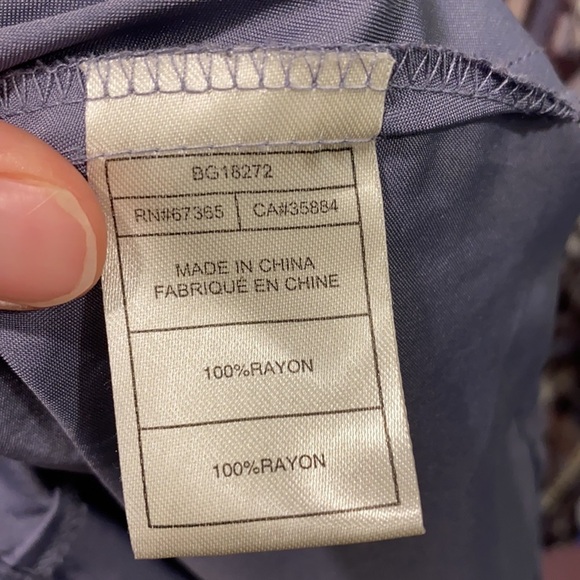 BG18272
RN#67365 CA#35884
MADE IN CHINA
FABRIQUÉ EN CHINE
100%RAYON
100%RAYON